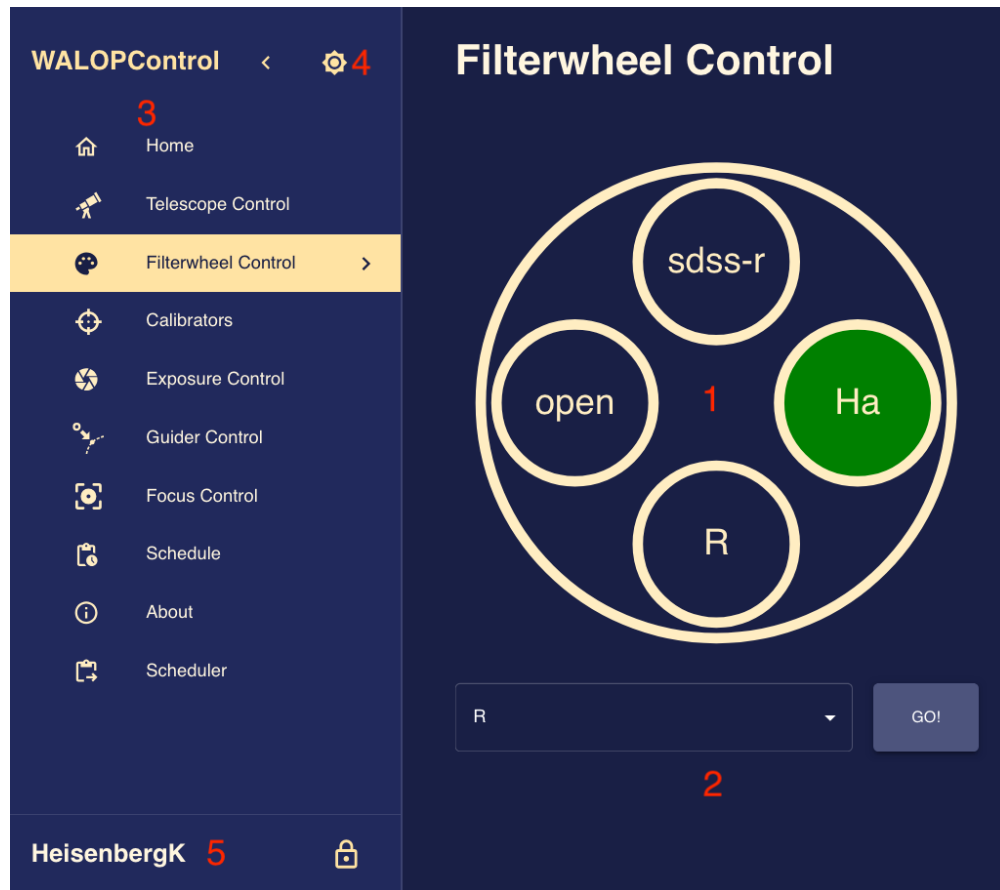 WALOPControl
4
3
Home
Telescope Control
Filterwheel Control
Calibrators
Exposure Control
Guider Control
Focus Control
Schedule
About
Scheduler
HeisenbergK 5
Filterwheel Control
sdss-r
open
1
Ha
R
R
GO!
2